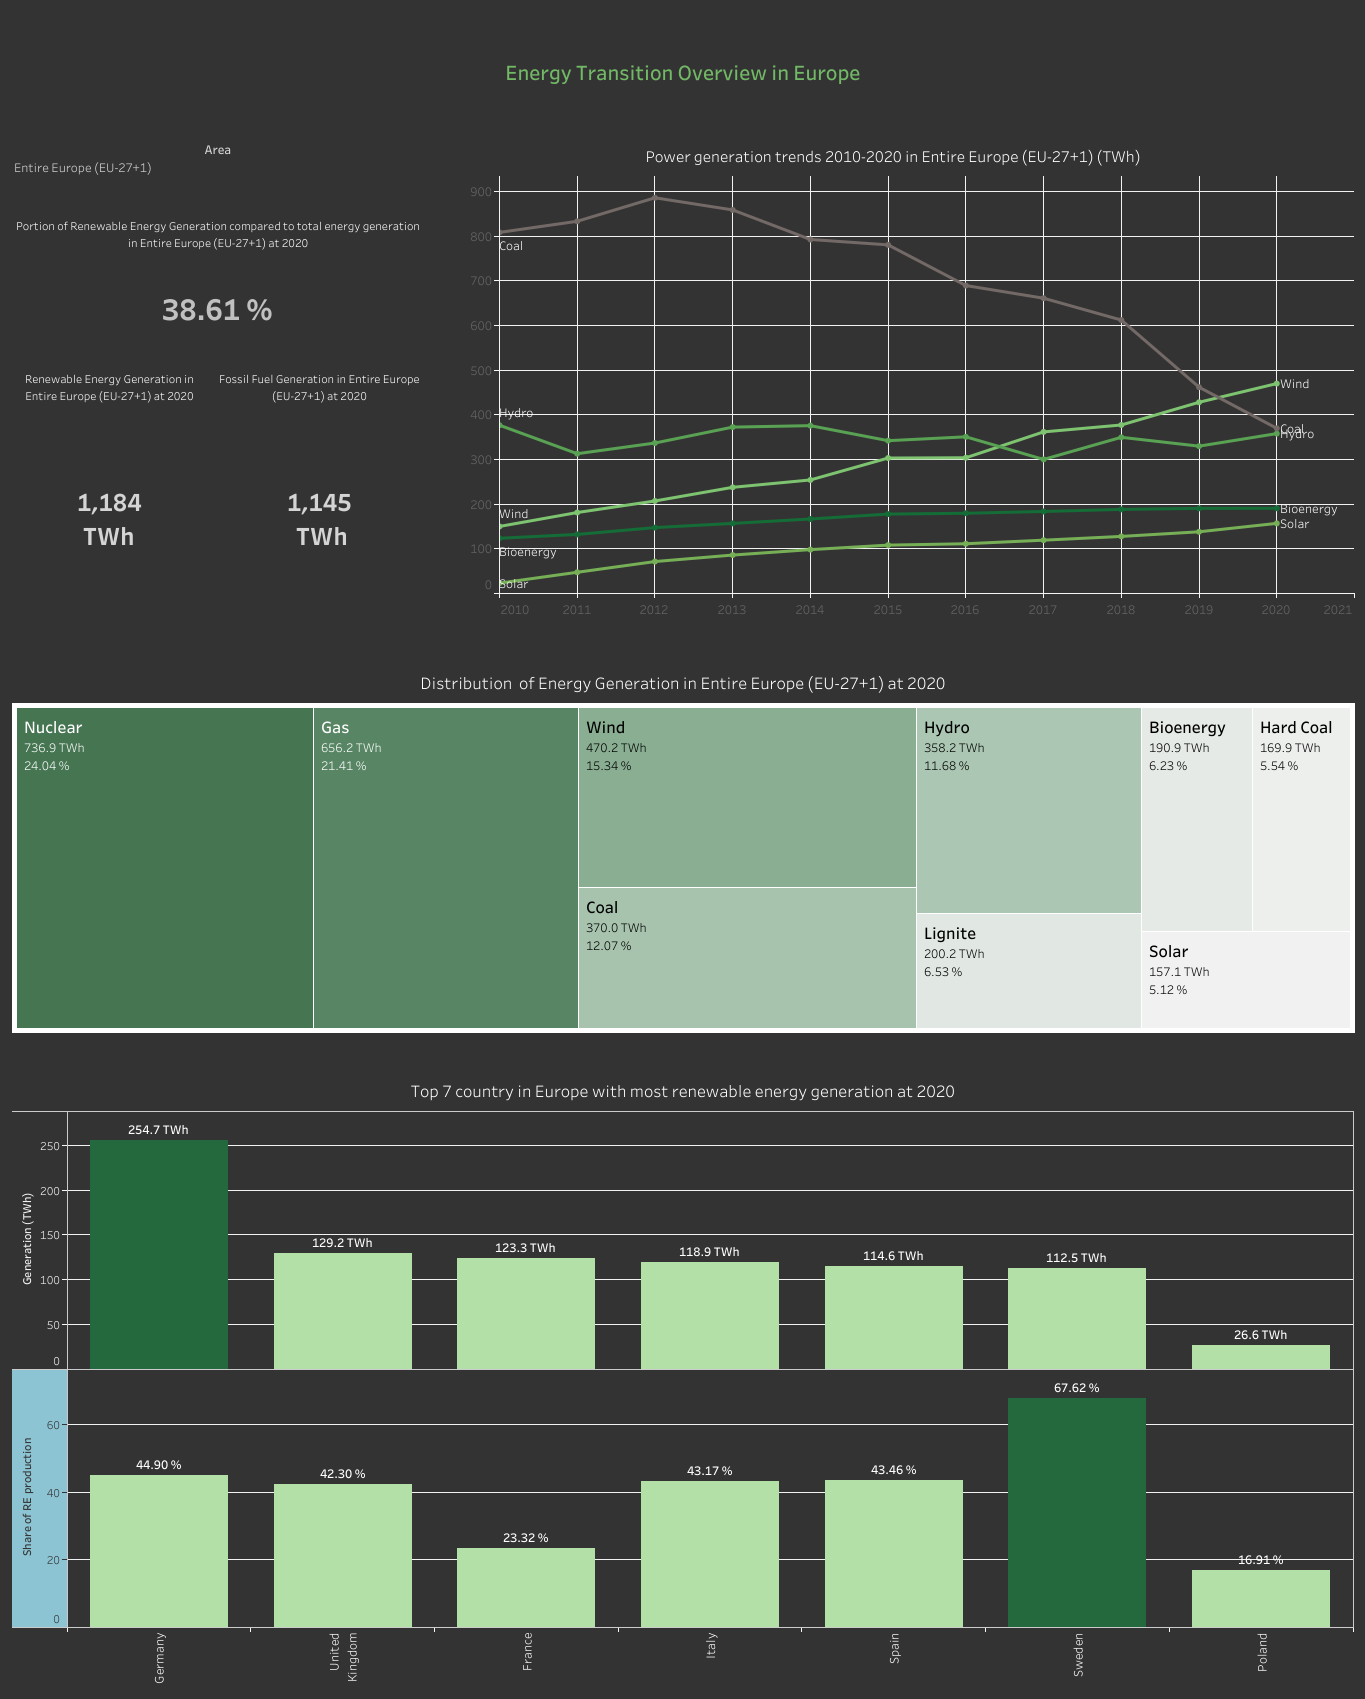 Energy Transition Overview in Europe
Area
Entire Europe (EU-27+1)
Portion of Renewable Energy Generation compared to total energy generation
in Entire Europe (EU-27+1) at 2020
38.61 %
Renewable Energy Generation in
Entire Europe (EU-27+1) at 2020
Fossil Fuel Generation in Entire Europe
(EU-27+1) at 2020
1,184
TWh
1,145
TWh
Power generation trends 2010-2020 in Entire Europe (EU-27+1) (TWh)
900
800
700
600
500
400
300
200
100
0
Coal
Hydro
Wind
Bioenergy
Solar
Wind
Coal
Hydro
Bioenergy
Solar
2010 2011 2012 2013 2014 2015 2016 2017 2018 2019 2020 2021
Distribution of Energy Generation in Entire Europe (EU-27+1) at 2020
Nuclear
736.9 TWh
24.04 %
Gas
656.2 TWh
21.41 %
Wind
470.2 TWh
15.34 %
Coal
370.0 TWh
12.07 %
Hydro
358.2 TWh
11.68 %
Lignite
200.2 TWh
6.53 %
Bioenergy
190.9 TWh
6.23 %
Hard Coal
169.9 TWh
5.54 %
Solar
157.1 TWh
5.12 %
Top 7 country in Europe with most renewable energy generation at 2020
Generation (TWh)
250
200
150
100
50
0
254.7 TWh
129.2 TWh
123.3 TWh
118.9 TWh
114.6 TWh
112.5 TWh
26.6 TWh
Share of RE production
60
40
20
0
44.90 %
42.30 %
23.32 %
43.17 %
43.46 %
67.62 %
16.91 %
Germany
United
Kingdom
France
Italy
Spain
Sweden
Poland